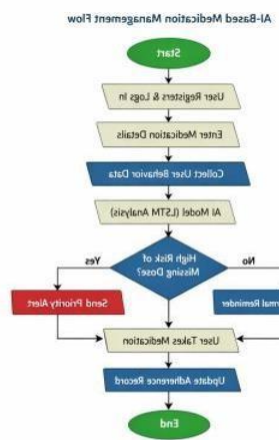 AI-Based Medication Management Flow
Start
User Registers & Logs In
Enter Medication Details
Collect User Behavior Data
AI Model (LSTM Analysis)
High Risk of
Missing Dose?
Yes
No
Send Priority Alert
rmal Reminder
User Takes Medication
Update Adherence Record
End